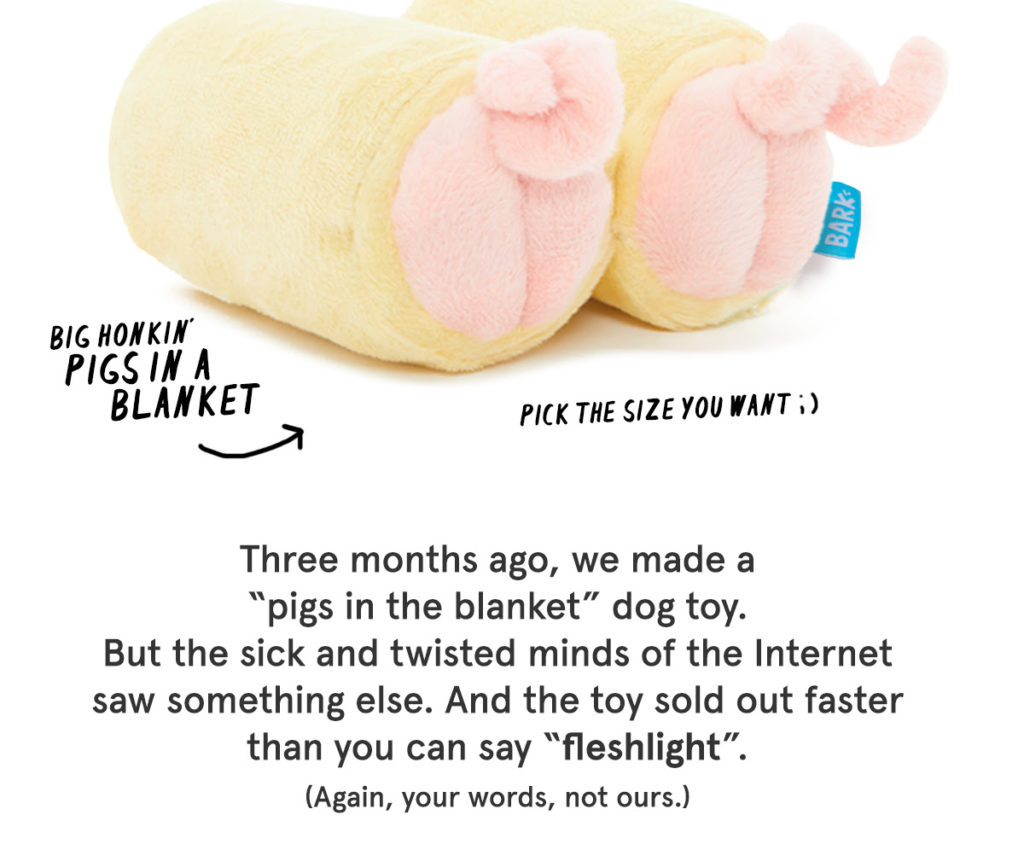 BARK
BIG HONKIN'
PIGS IN A
BLANKET
PICK THE SIZE YOU WANT ;)
Three months ago, we made a
“pigs in the blanket” dog toy.
But the sick and twisted minds of the Internet
saw something else. And the toy sold out faster
than you can say “fleshlight”.
(Again, your words, not ours.)